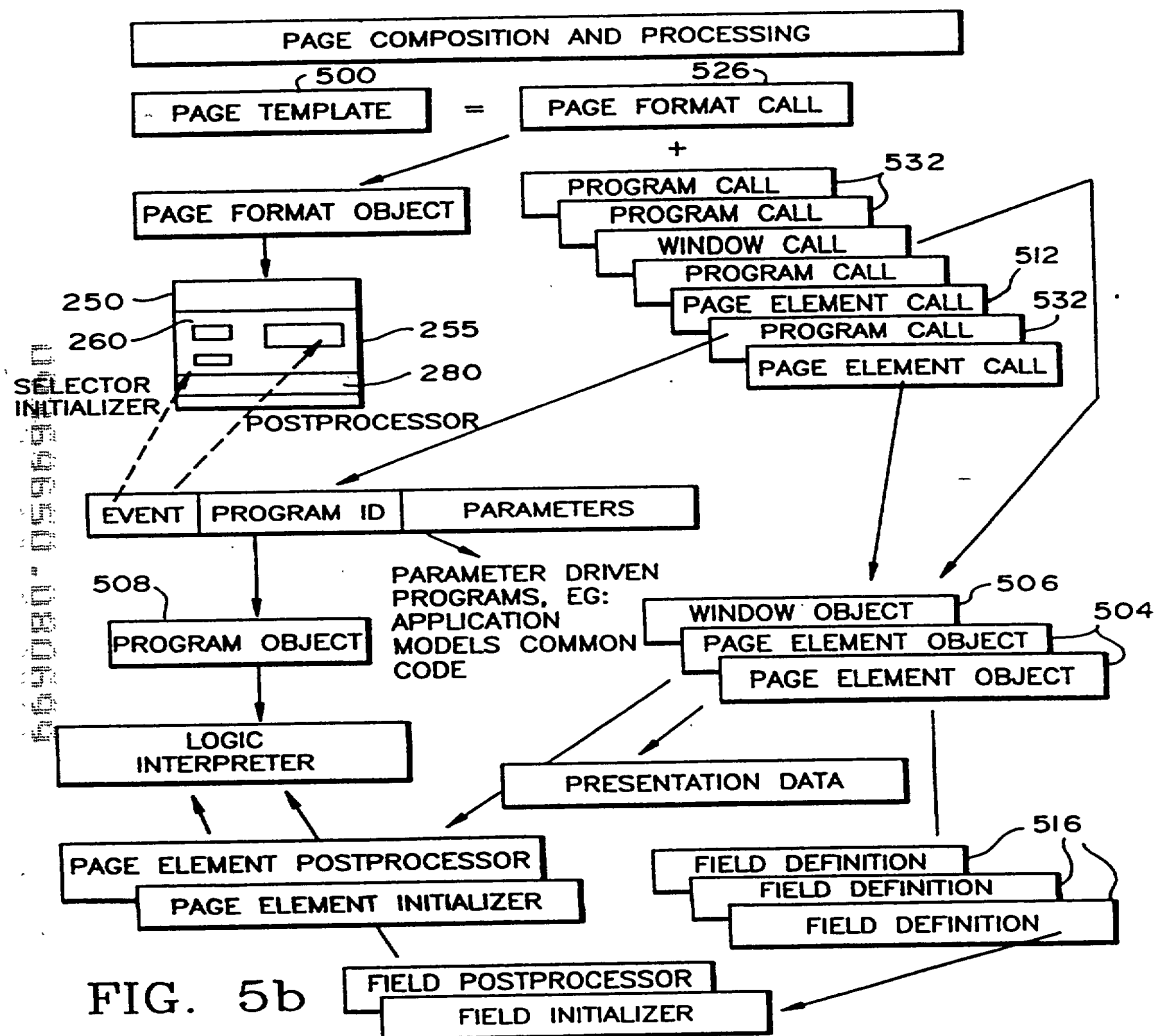 PAGE COMPOSITION AND PROCESSING
500
526
PAGE TEMPLATE = PAGE FORMAT CALL
+
532
PROGRAM CALL
PROGRAM CALL
WINDOW CALL
PROGRAM CALL
512
PAGE ELEMENT CALL
532
PROGRAM CALL
PAGE ELEMENT CALL
PAGE FORMAT OBJECT
250
260
255
280
SELECTOR
INITIALIZER
POSTPROCESSOR
EVENT PROGRAM ID PARAMETERS
PARAMETER DRIVEN
PROGRAMS, EG:
APPLICATION
MODELS COMMON
CODE
508
PROGRAM OBJECT
506
WINDOW OBJECT
504
PAGE ELEMENT OBJECT
PAGE ELEMENT OBJECT
LOGIC
INTERPRETER
PRESENTATION DATA
PAGE ELEMENT POSTPROCESSOR
PAGE ELEMENT INITIALIZER
516
FIELD DEFINITION
FIELD DEFINITION
FIELD DEFINITION
FIELD POSTPROCESSOR
FIELD INITIALIZER
FIG. 5b